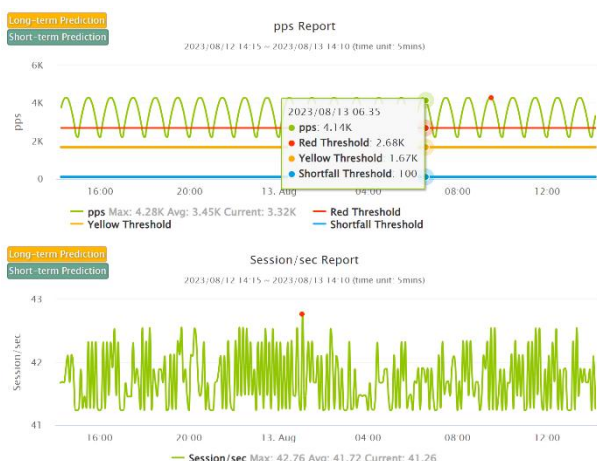 Long-term Prediction
Short-term Prediction
pps Report
2023/08/12 14:15 ~ 2023/08/13 14:10 (time unit: 5mins)
6K
4K
2K
0
pps
2023/08/13 06:35
pps: 4.14K
Red Threshold: 2.68K
Yellow Threshold: 1.67K
Shortfall Threshold: 100
16:00 20:00 13. Aug 04:00 08:00 12:00
pps Max: 4.28K Avg: 3.45K Current: 3.32K Red Threshold
Yellow Threshold Shortfall Threshold
Long-term Prediction
Short-term Prediction
Session/sec Report
2023/08/12 14:15 ~ 2023/08/13 14:10 (time unit: 5mins)
43
42
41
Session/sec
16:00 20:00 13. Aug 04:00 08:00 12:00
Session/sec Max: 42.76 Avg: 41.72 Current: 41.26